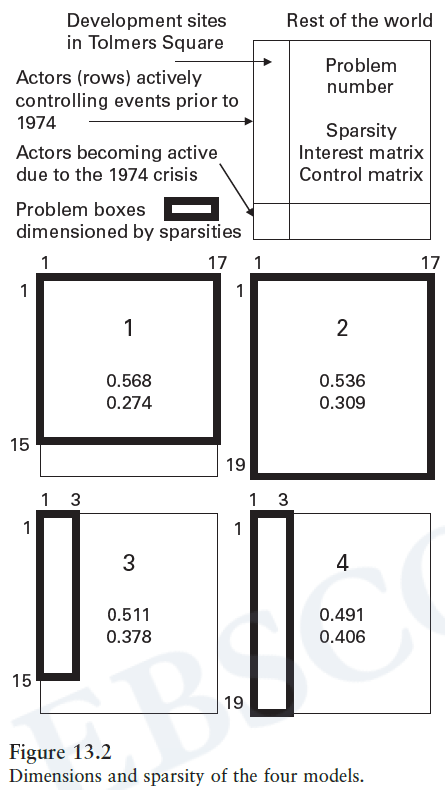 Development sites
in Tolmers Square
Rest of the world
Actors (rows) actively
controlling events prior to
1974
Problem
number
Sparsity
Interest matrix
Control matrix
Actors becoming active
due to the 1974 crisis
Problem boxes
dimensioned by sparsities
1 17
1
1
0.568
0.274
15
1 17
1
2
0.536
0.309
19
1 3
1
3
0.511
0.378
15
1 3
1
4
0.491
0.406
19
EBSCO
Figure 13.2
Dimensions and sparsity of the four models.